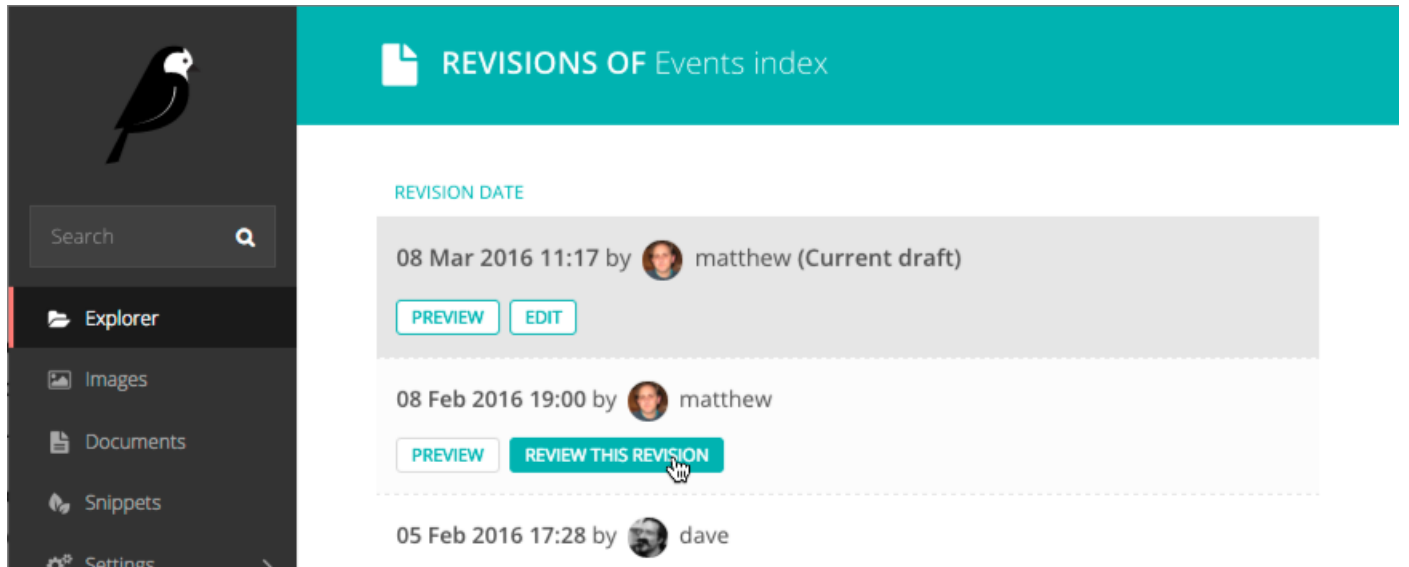 REVISIONS OF Events index
Search
Explorer
Images
Documents
Snippets
Settings
REVISION DATE
08 Mar 2016 11:17 by matthew (Current draft)
PREVIEW EDIT
08 Feb 2016 19:00 by matthew
PREVIEW REVIEW THIS REVISION
05 Feb 2016 17:28 by dave